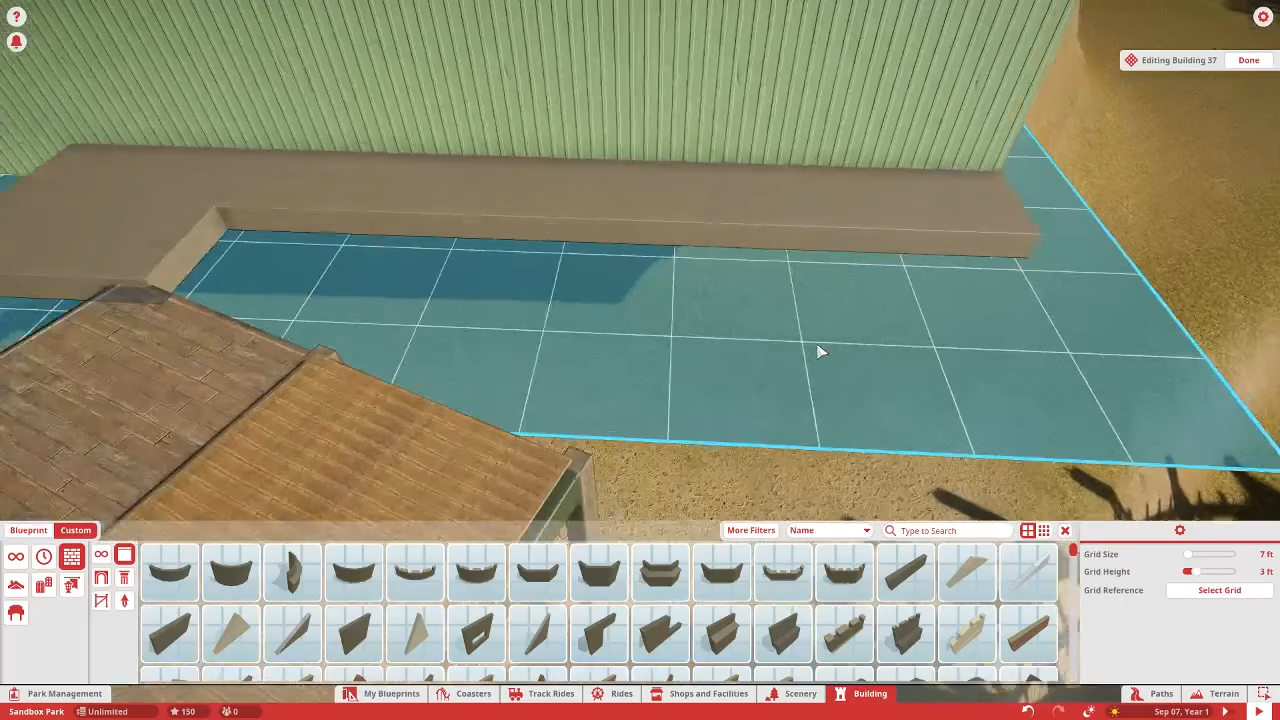 ?
Editing Building 37 Done
Blueprint Custom More Filters Name Type to Search
Grid Size 7 ft
Grid Height 3 ft
Grid Reference Select Grid
Park Management My Blueprints Coasters Track Rides Rides Shops and Facilities Scenery Building Paths Terrain
Sandbox Park Unlimited 150 0 Sep 07, Year 1